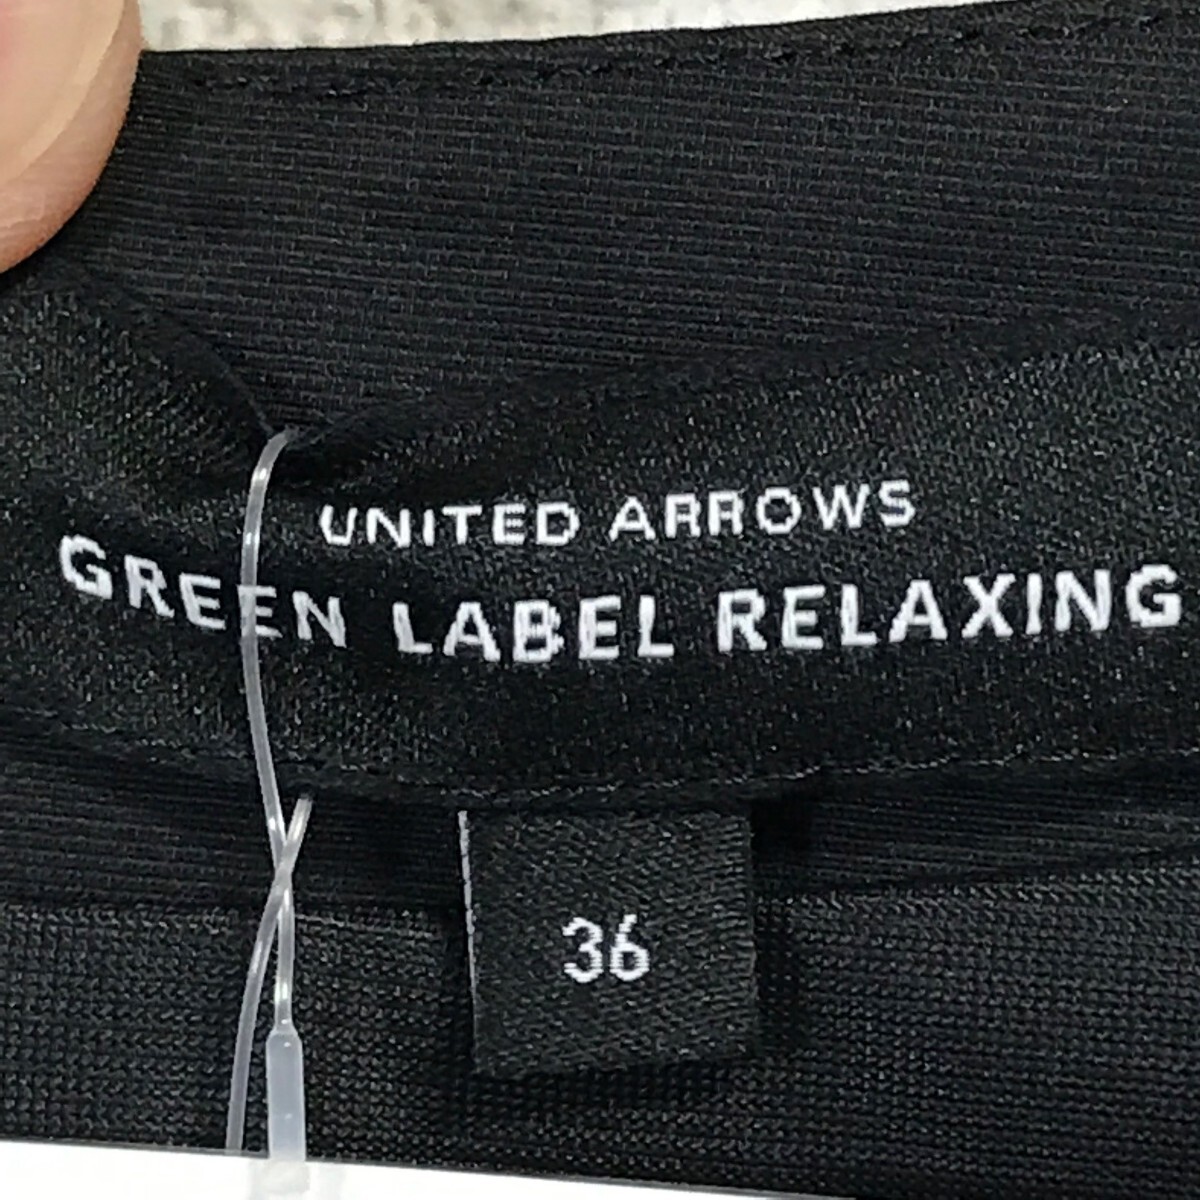 UNITED ARROWS
GREEN LABEL RELAXING
36